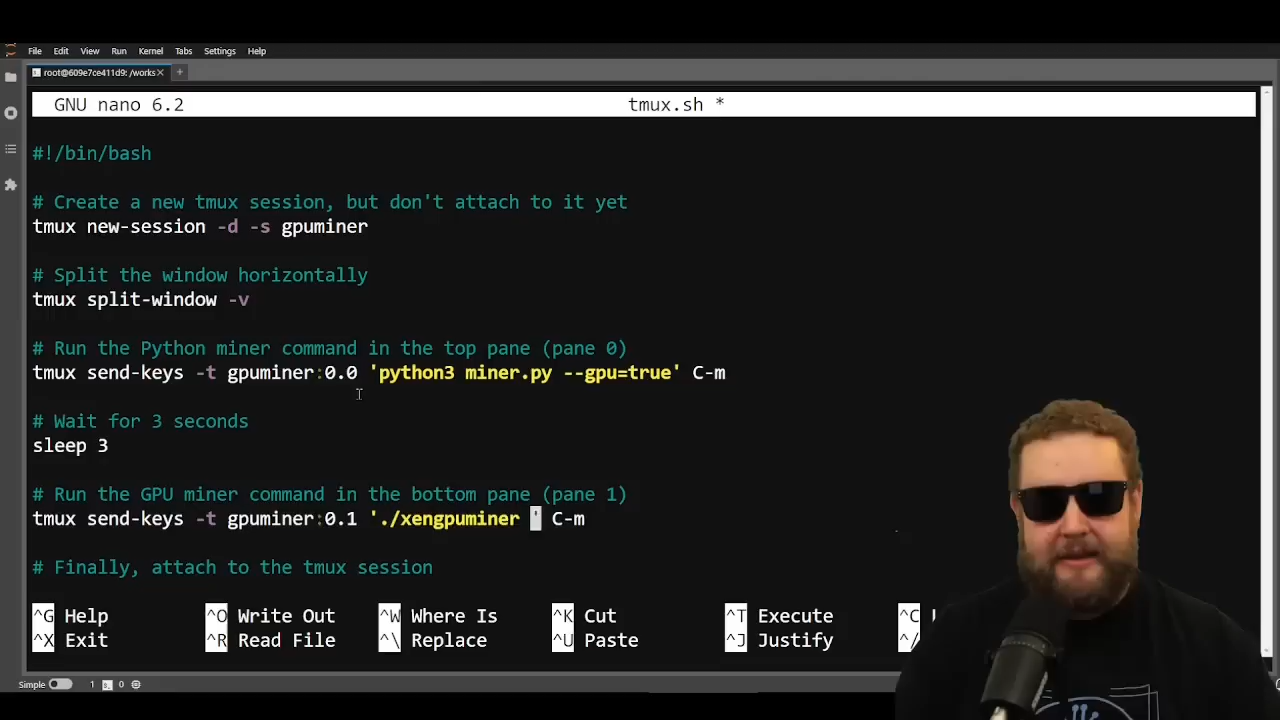 File Edit View Run Kernel Tabs Settings Help
root@609e7ce411d9: /works × +
GNU nano 6.2 tmux.sh *
#!/bin/bash
# Create a new tmux session, but don't attach to it yet
tmux new-session -d -s gpuminer
# Split the window horizontally
tmux split-window -v
# Run the Python miner command in the top pane (pane 0)
tmux send-keys -t gpuminer:0.0 'python3 miner.py --gpu=true' C-m
# Wait for 3 seconds
sleep 3
# Run the GPU miner command in the bottom pane (pane 1)
tmux send-keys -t gpuminer:0.1 './xengpuminer ' C-m
# Finally, attach to the tmux session
^G Help ^O Write Out ^W Where Is ^K Cut ^T Execute ^C
^X Exit ^R Read File ^\ Replace ^U Paste ^J Justify ^/
Simple 1 0